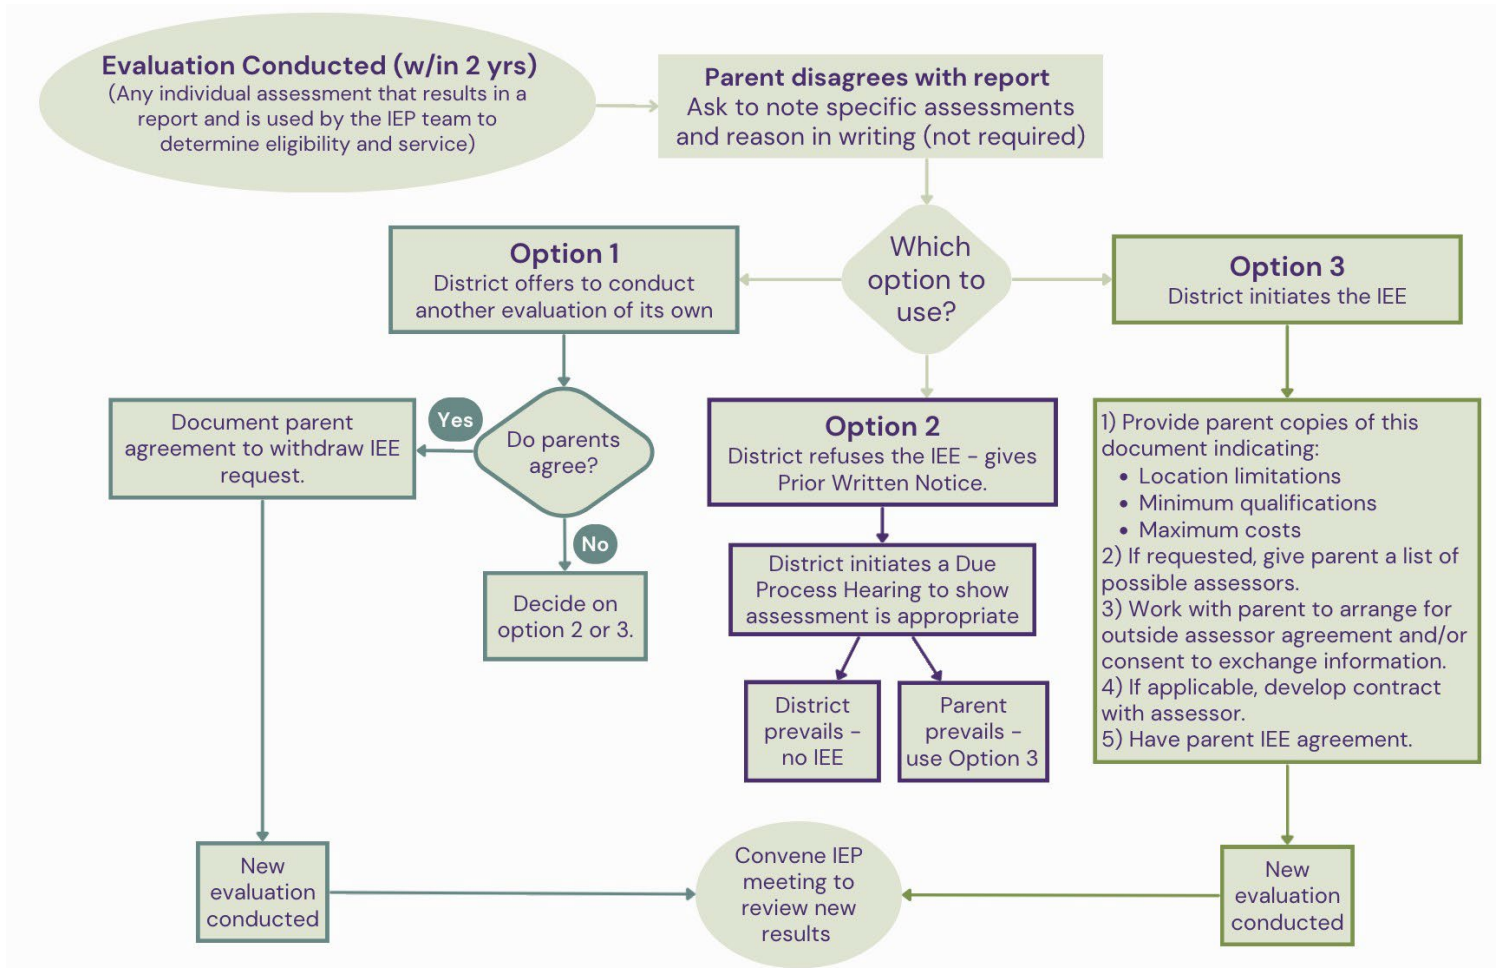 Evaluation Conducted (w/in 2 yrs)
(Any individual assessment that results in a
report and is used by the IEP team to
determine eligibility and service)
Parent disagrees with report
Ask to note specific assessments
and reason in writing (not required)
Which
option to
use?
Option 1
District offers to conduct
another evaluation of its own
Do parents
agree?
Yes
Document parent
agreement to withdraw IEE
request.
No
Decide on
option 2 or 3.
New
evaluation
conducted
Option 2
District refuses the IEE - gives
Prior Written Notice.
District initiates a Due
Process Hearing to show
assessment is appropriate
District
prevails -
no IEE
Parent
prevails -
use Option 3
Option 3
District initiates the IEE
1) Provide parent copies of this
document indicating:
• Location limitations
• Minimum qualifications
• Maximum costs
2) If requested, give parent a list of
possible assessors.
3) Work with parent to arrange for
outside assessor agreement and/or
consent to exchange information.
4) If applicable, develop contract
with assessor.
5) Have parent IEE agreement.
New
evaluation
conducted
Convene IEP
meeting to
review new
results